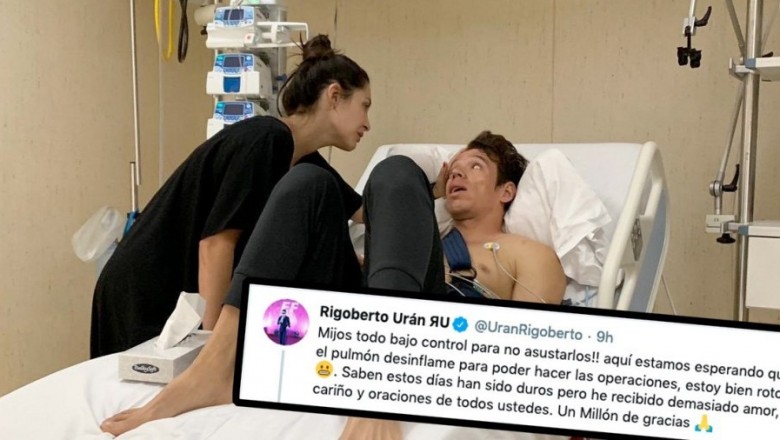 Rigoberto Urán ЯU @UranRigoberto · 9h
Mijos todo bajo control para no asustarlos!! aquí estamos esperando qu
el pulmón desinflame para poder hacer las operaciones, estoy bien roto
😬. Saben estos días han sido duros pero he recibido demasiado amor,
cariño y oraciones de todos ustedes. Un Millón de gracias 🙏